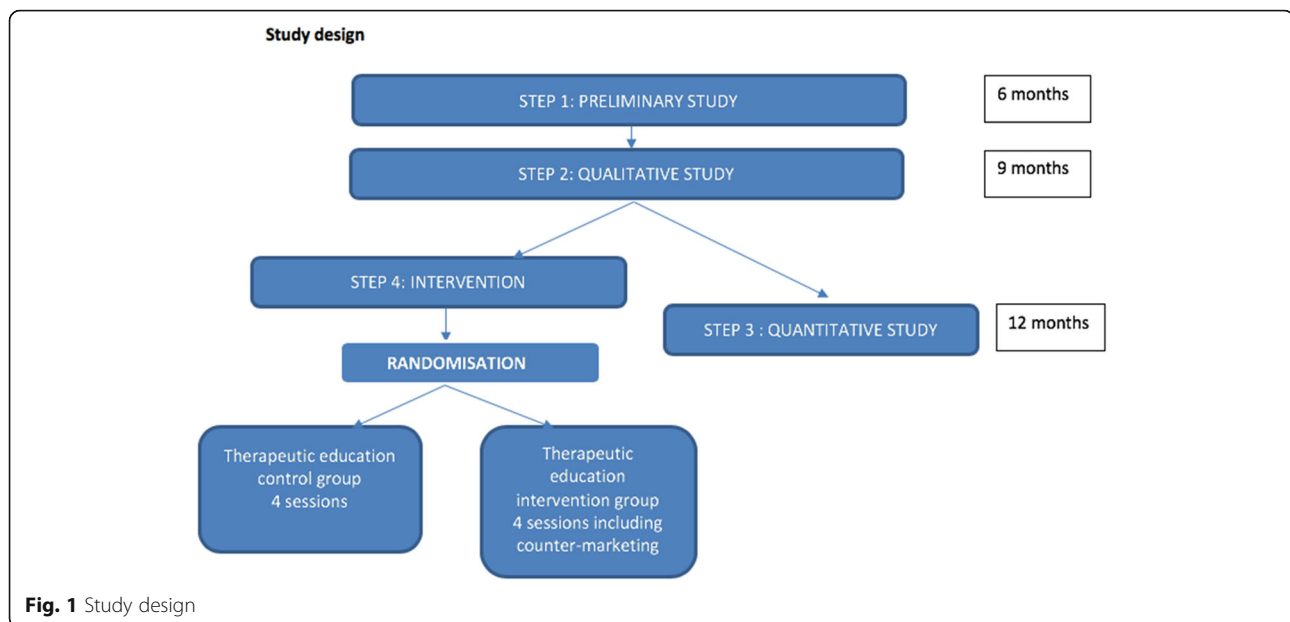 Study design
STEP 1: PRELIMINARY STUDY
6 months
STEP 2: QUALITATIVE STUDY
9 months
STEP 4: INTERVENTION
STEP 3 : QUANTITATIVE STUDY
12 months
RANDOMISATION
Therapeutic education
control group
4 sessions
Therapeutic
education
intervention group
4 sessions including
counter-marketing
Fig. 1 Study design